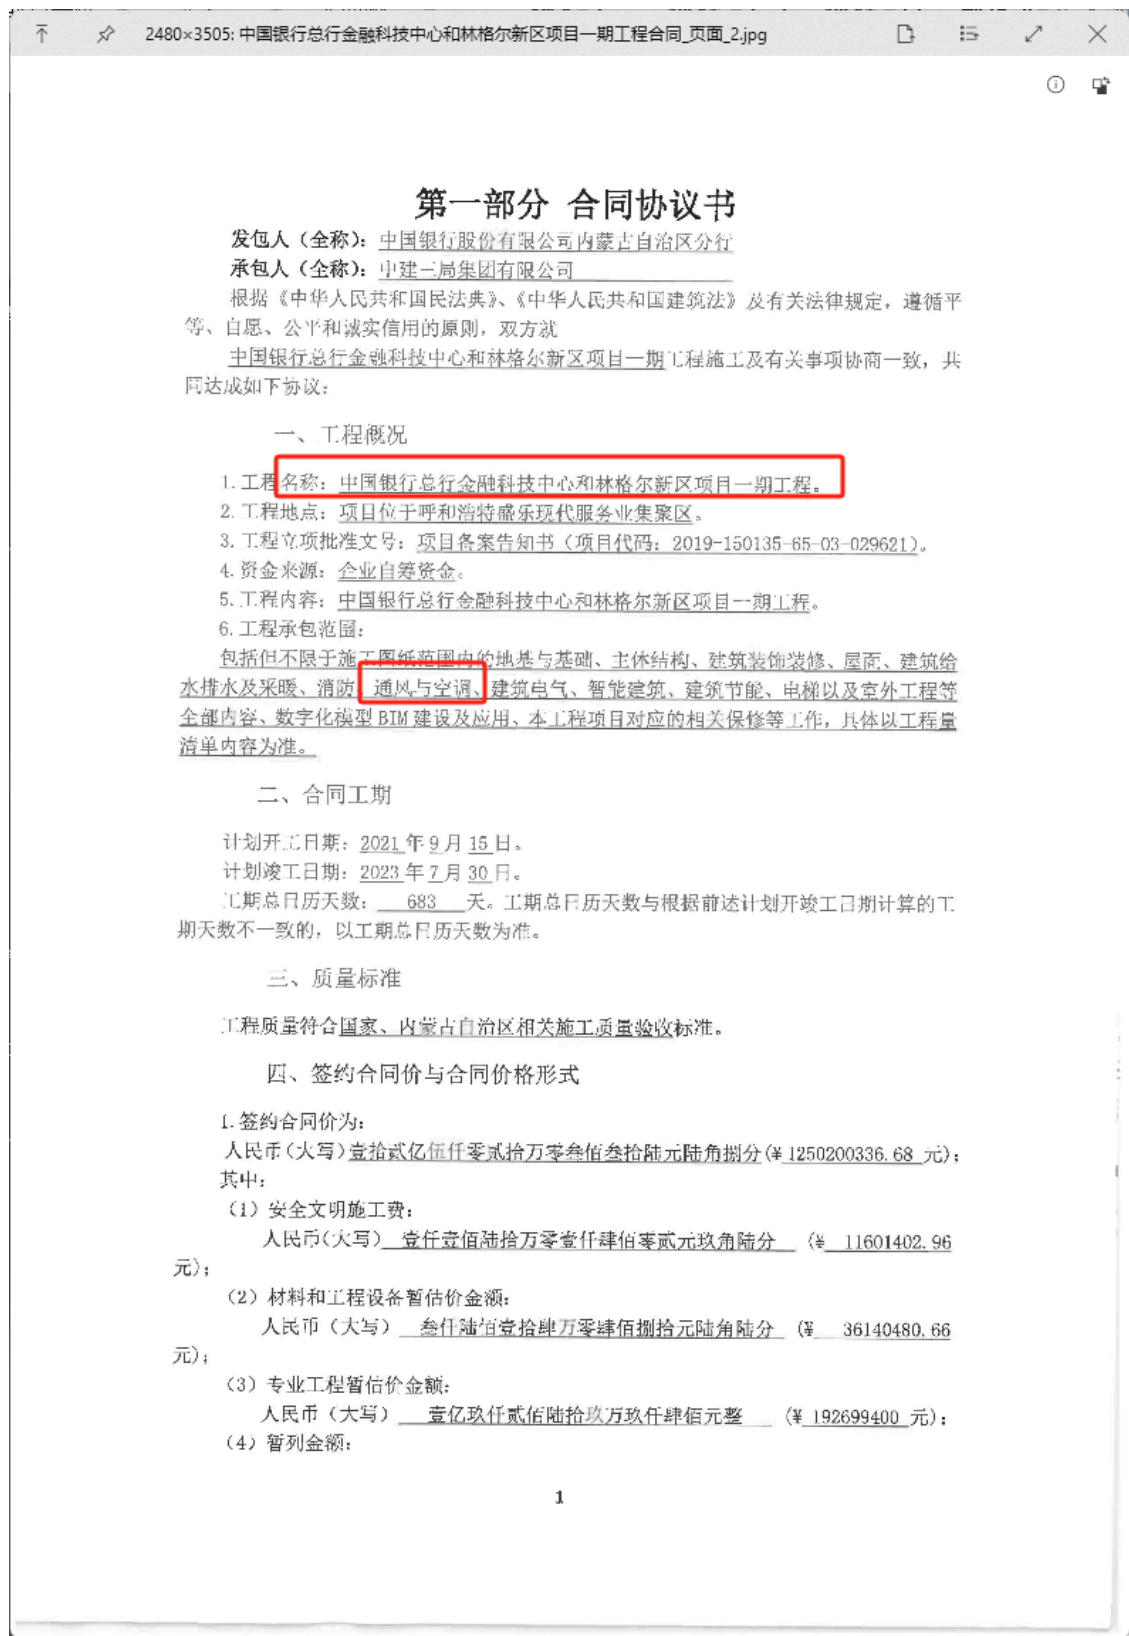 2480×3505: 中国银行总行金融科技中心和林格尔新区项目一期工程合同_页面_2.jpg
第一部分 合同协议书
发包人（全称）：中国银行股份有限公司内蒙古自治区分行
承包人（全称）：中建三局集团有限公司
根据《中华人民共和国民法典》、《中华人民共和国建筑法》及有关法律规定，遵循平
等、自愿、公平和诚实信用的原则，双方就
中国银行总行金融科技中心和林格尔新区项目一期工程施工及有关事项协商一致，共
同达成如下协议：
一、工程概况
1.工程名称：中国银行总行金融科技中心和林格尔新区项目一期工程。
2.工程地点：项目位于呼和浩特盛乐现代服务业集聚区。
3.工程立项批准文号：项目备案告知书（项目代码：2019-150135-65-03-029621）。
4.资金来源：企业自筹资金。
5.工程内容：中国银行总行金融科技中心和林格尔新区项目一期工程。
6.工程承包范围：
包括但不限于施工图纸范围内的地基与基础、主体结构、建筑装饰装修、屋面、建筑给
水排水及采暖、消防、通风与空调、建筑电气、智能建筑、建筑节能、电梯以及室外工程等
全部内容、数字化模型BIM建设及应用、本工程项目对应的相关保修等工作，具体以工程量
清单内容为准。
二、合同工期
计划开工日期：2021年9月15日。
计划竣工日期：2023年7月30日。
工期总日历天数：683天。工期总日历天数与根据前述计划开竣工日期计算的工
期天数不一致的，以工期总日历天数为准。
三、质量标准
工程质量符合国家、内蒙古自治区相关施工质量验收标准。
四、签约合同价与合同价格形式
1.签约合同价为：
人民币（大写）壹拾贰亿伍仟零贰拾万零叁佰叁拾陆元陆角捌分(¥1250200336.68元)；
其中：
（1）安全文明施工费：
人民币（大写）壹仟壹佰陆拾万零壹仟肆佰零贰元玖角陆分（¥11601402.96
元）；
（2）材料和工程设备暂估价金额：
人民币（大写）叁仟陆佰壹拾肆万零肆佰捌拾元陆角陆分（¥36140480.66
元）；
（3）专业工程暂估价金额：
人民币（大写）壹亿玖仟贰佰陆拾玖万玖仟肆佰元整（¥192699400元）；
（4）暂列金额：
1